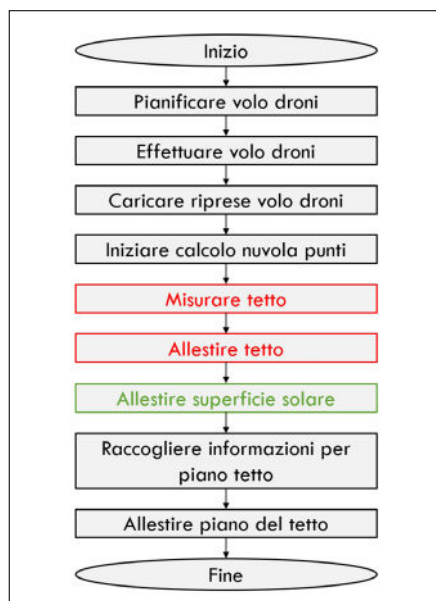 Inizio
Pianificare volo droni
Effettuare volo droni
Caricare riprese volo droni
Iniziare calcolo nuvola punti
Misurare tetto
Allestire tetto
Allestire superficie solare
Raccogliere informazioni per
piano tetto
Allestire piano del tetto
Fine